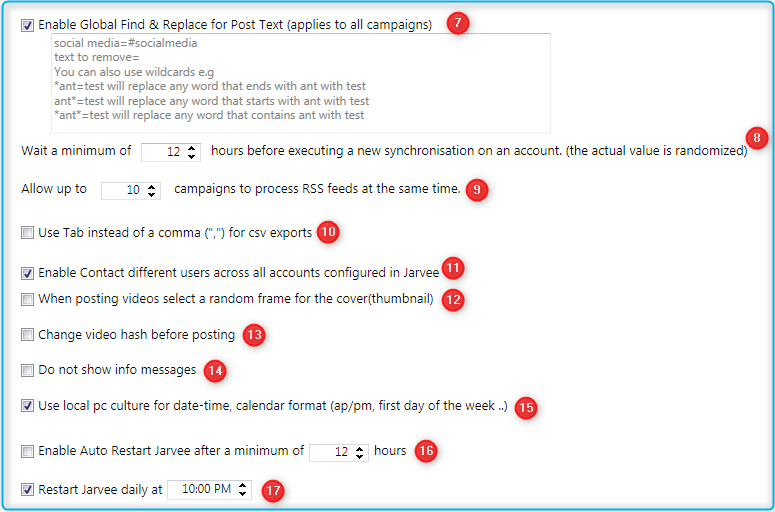 Enable Global Find & Replace for Post Text (applies to all campaigns) 7
social media=#socialmedia
text to remove=
You can also use wildcards e.g
*ant=test will replace any word that ends with ant with test
ant*=test will replace any word that starts with ant with test
*ant*=test will replace any word that contains ant with test
8
Wait a minimum of 12 hours before executing a new synchronisation on an account. (the actual value is randomized)
Allow up to 10 campaigns to process RSS feeds at the same time. 9
Use Tab instead of a comma (",") for csv exports 10
Enable Contact different users across all accounts configured in Jarvee 11
When posting videos select a random frame for the cover(thumbnail) 12
Change video hash before posting 13
Do not show info messages 14
Use local pc culture for date-time, calendar format (ap/pm, first day of the week ..) 15
Enable Auto Restart Jarvee after a minimum of 12 hours 16
Restart Jarvee daily at 10:00 PM 17